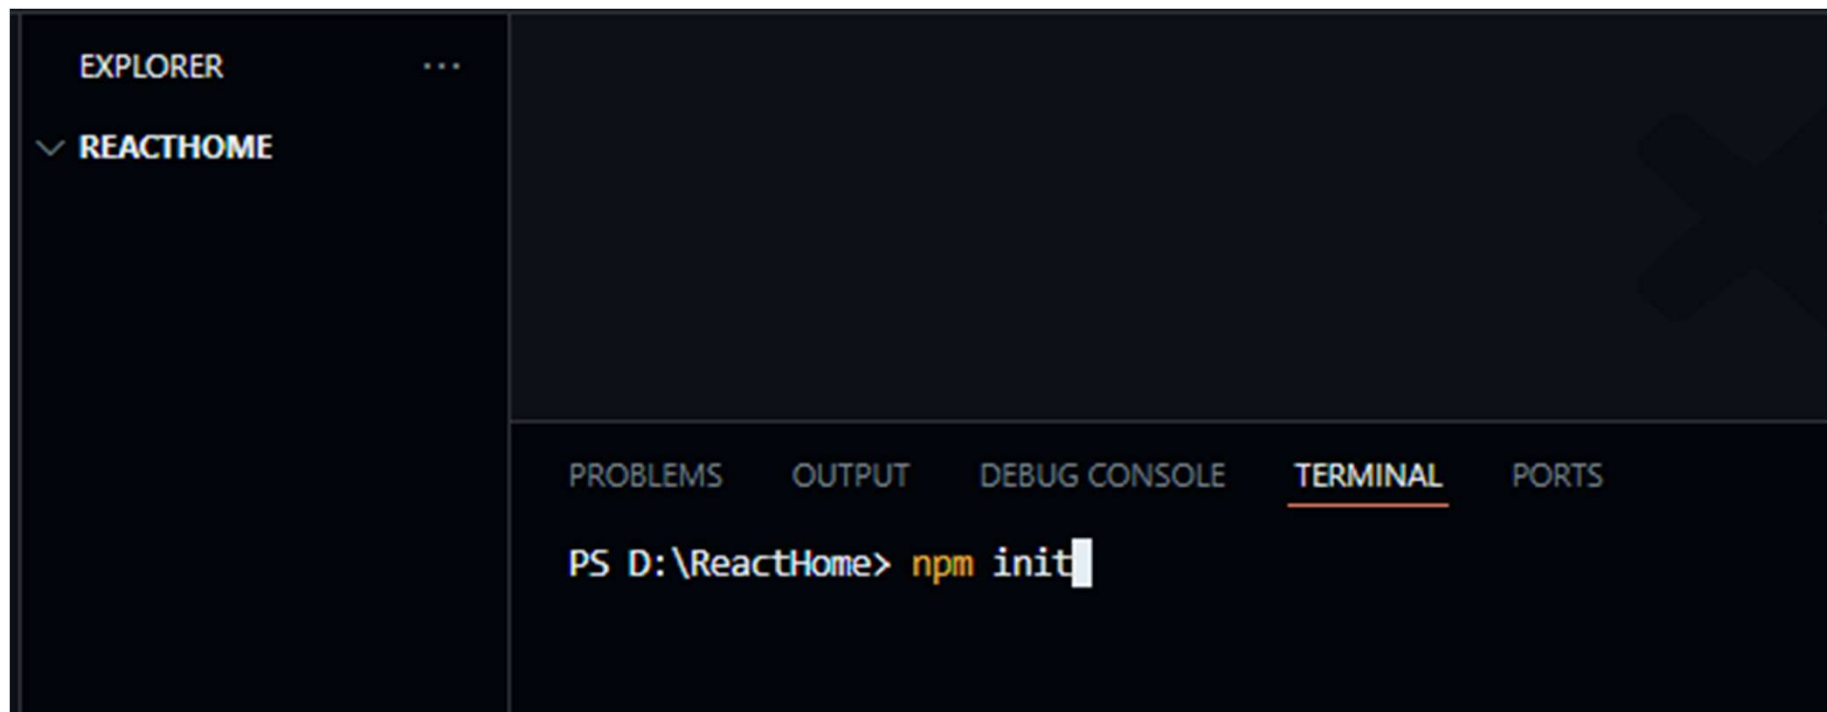 EXPLORER ...
REACTHOME
PROBLEMS OUTPUT DEBUG CONSOLE TERMINAL PORTS
PS D:\ReactHome> npm init